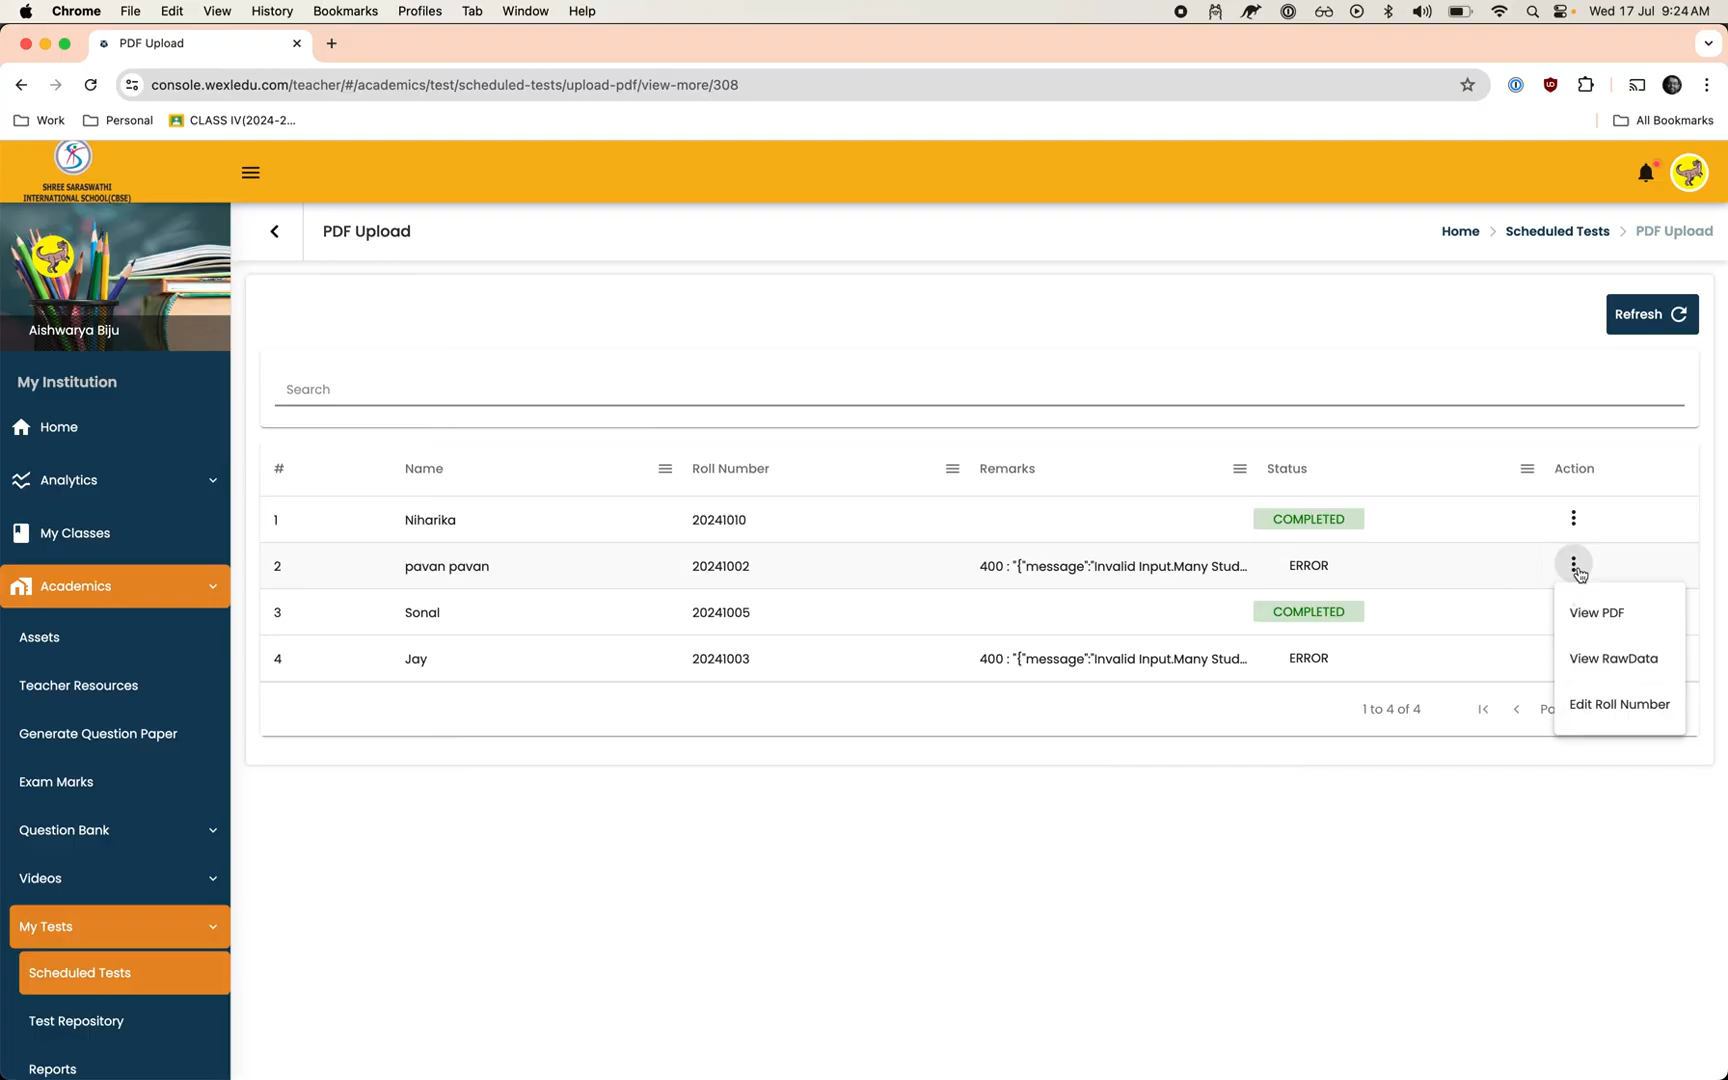 Chrome File Edit View History Bookmarks Profiles Tab Window Help Wed 17 Jul 9:24 AM
PDF Upload
console.wexledu.com/teacher/#/academics/test/scheduled-tests/upload-pdf/view-more/308
Work Personal CLASS IV(2024-2... All Bookmarks
SHREE SARASWATHI
INTERNATIONAL SCHOOL(CBSE)
PDF Upload Home > Scheduled Tests > PDF Upload
Refresh
Aishwarya Biju
My Institution
Search
Home
# Name Roll Number Remarks Status Action
Analytics
1 Niharika 20241010 COMPLETED
My Classes
2 pavan pavan 20241002 400 : "{"message":"Invalid Input.Many Stud... ERROR
Academics
3 Sonal 20241005 COMPLETED
View PDF
Assets
4 Jay 20241003 400 : "{"message":"Invalid Input.Many Stud... ERROR
View RawData
Teacher Resources
1 to 4 of 4
Edit Roll Number
Generate Question Paper
Exam Marks
Question Bank
Videos
My Tests
Scheduled Tests
Test Repository
Reports